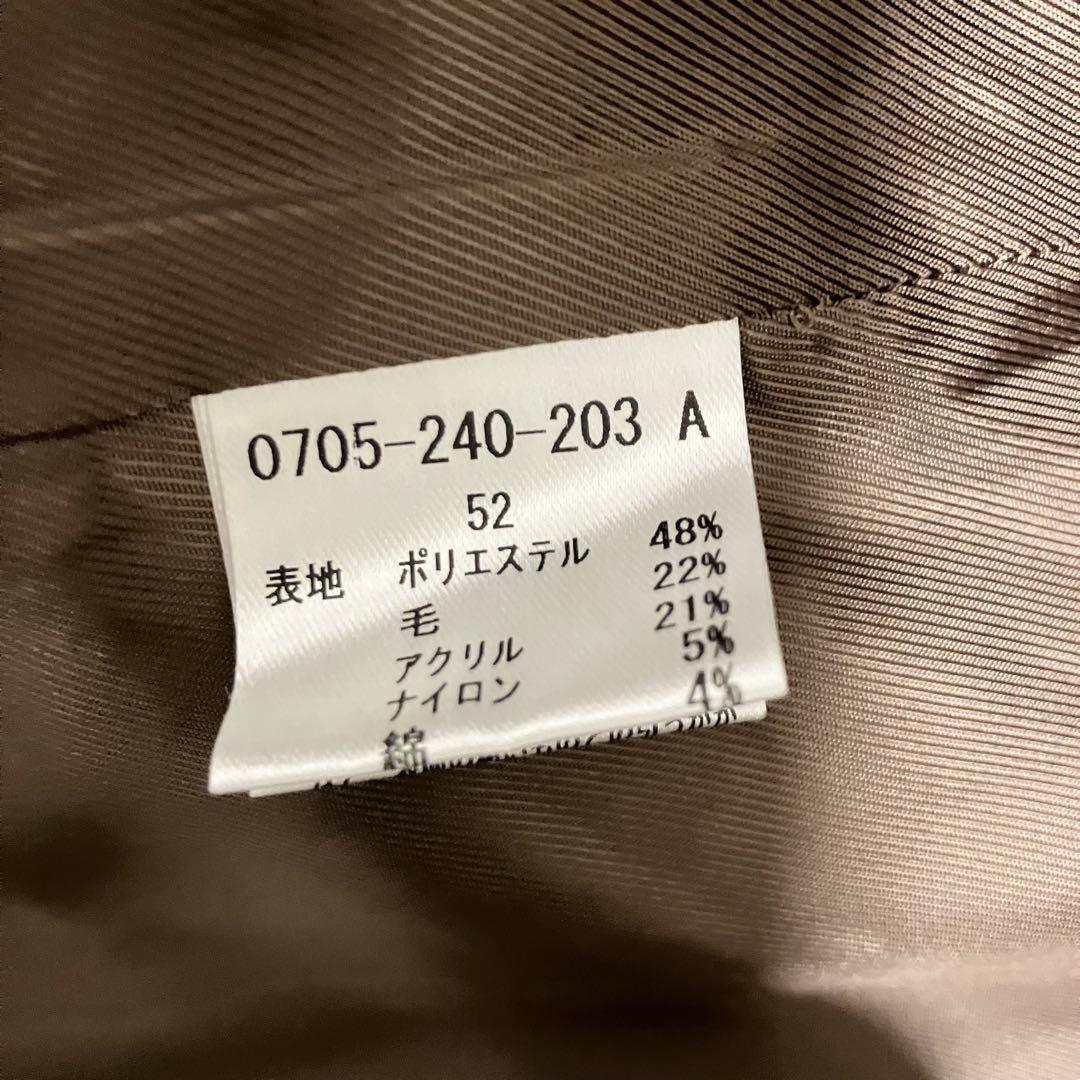 0705-240-203 A
52
表地 ポリエステル 48%
毛 22%
アクリル 21%
ナイロン 5%
綿 4%